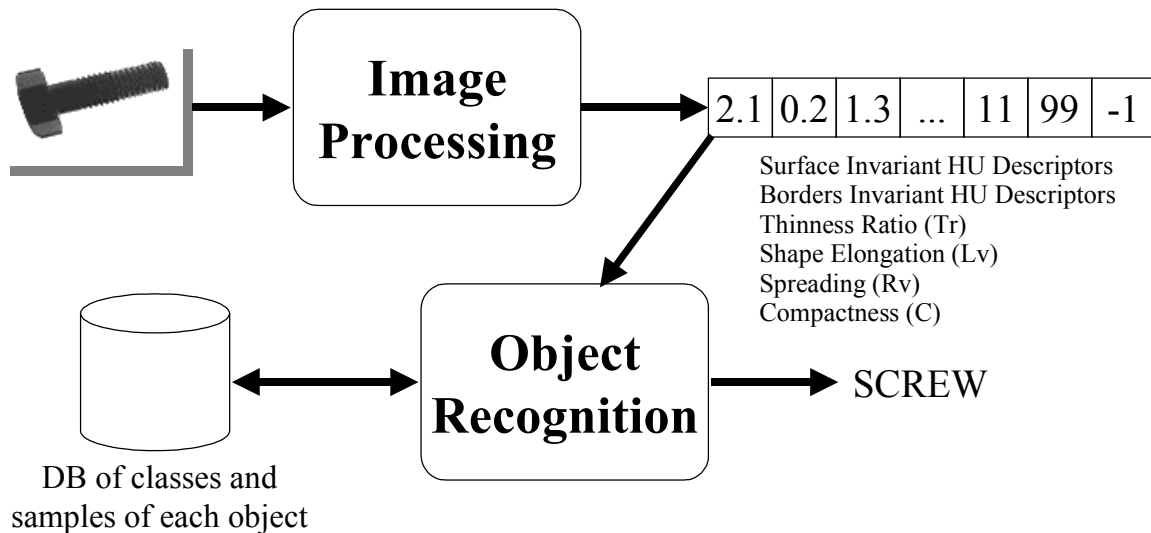 Image
Processing
2.1 0.2 1.3 ... 11 99 -1
Surface Invariant HU Descriptors
Borders Invariant HU Descriptors
Thinness Ratio (Tr)
Shape Elongation (Lv)
Spreading (Rv)
Compactness (C)
Object
Recognition
SCREW
DB of classes and
samples of each object